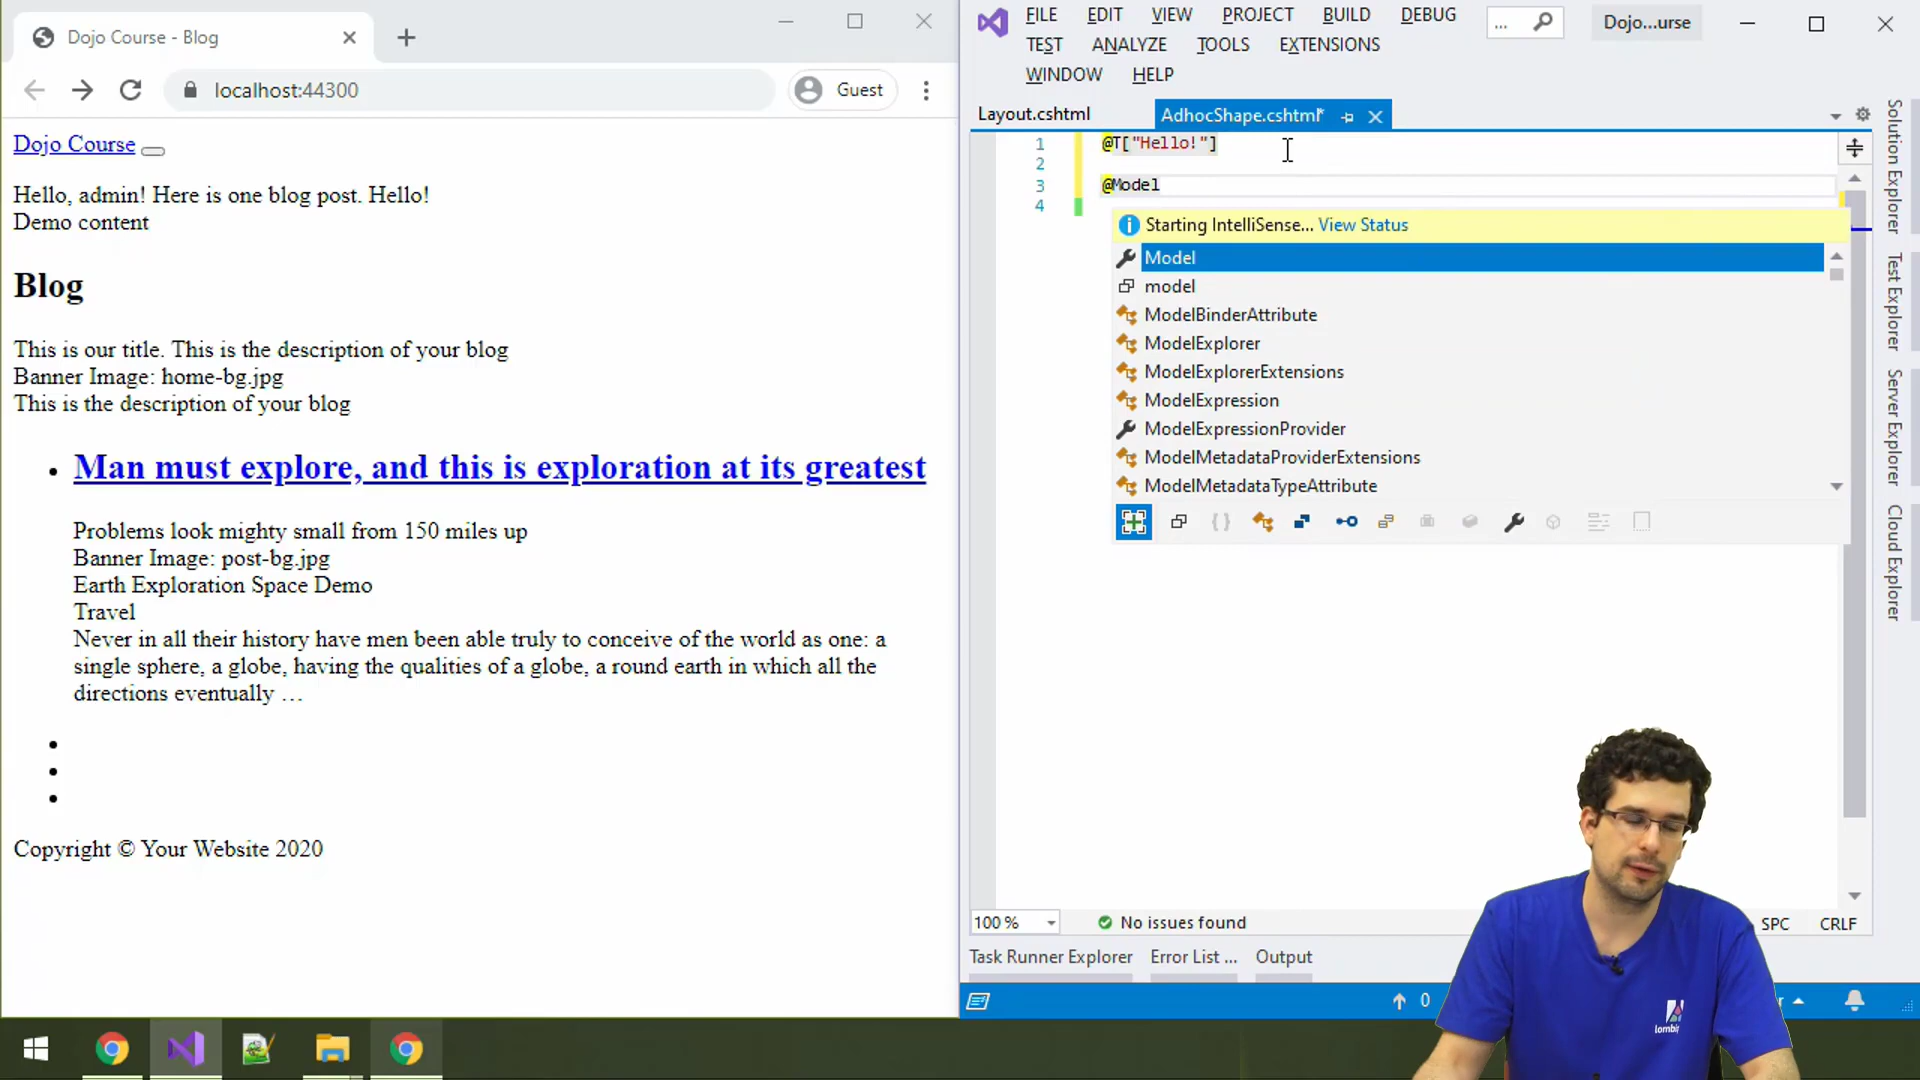 Dojo Course - Blog
localhost:44300
Guest
Dojo Course
Hello, admin! Here is one blog post. Hello!
Demo content
Blog
This is our title. This is the description of your blog
Banner Image: home-bg.jpg
This is the description of your blog
Man must explore, and this is exploration at its greatest
Problems look mighty small from 150 miles up
Banner Image: post-bg.jpg
Earth Exploration Space Demo
Travel
Never in all their history have men been able truly to conceive of the world as one: a
single sphere, a globe, having the qualities of a globe, a round earth in which all the
directions eventually …
Copyright © Your Website 2020
FILE EDIT VIEW PROJECT BUILD DEBUG
TEST ANALYZE TOOLS EXTENSIONS
WINDOW HELP
...
Dojo...urse
Layout.cshtml
AdhocShape.cshtml*
1 @T["Hello!"]
2
3 @Model
4
Starting IntelliSense... View Status
Model
model
ModelBinderAttribute
ModelExplorer
ModelExplorerExtensions
ModelExpression
ModelExpressionProvider
ModelMetadataProviderExtensions
ModelMetadataTypeAttribute
100 %
No issues found
SPC
CRLF
Task Runner Explorer
Error List ...
Output
0
Solution Explorer
Test Explorer
Server Explorer
Cloud Explorer